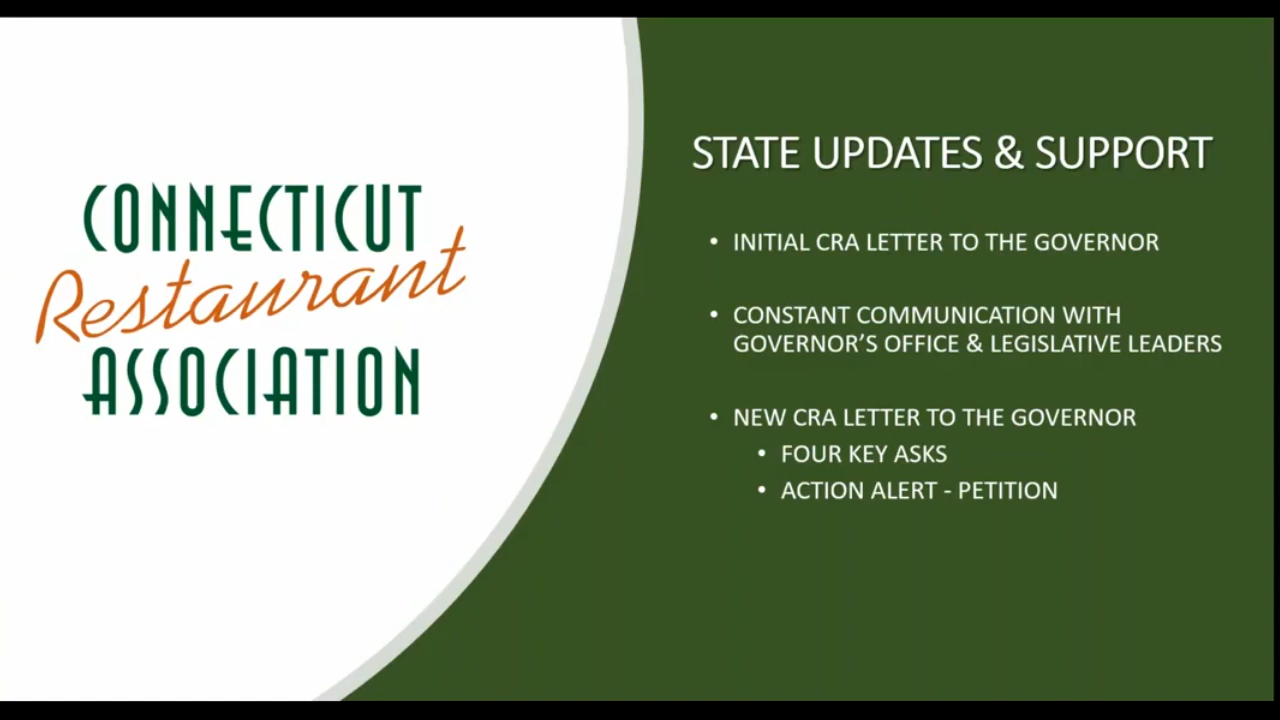 CONNECTICUT
Restaurant
ASSOCIATION
STATE UPDATES & SUPPORT
• INITIAL CRA LETTER TO THE GOVERNOR
• CONSTANT COMMUNICATION WITH
GOVERNOR’S OFFICE & LEGISLATIVE LEADERS
• NEW CRA LETTER TO THE GOVERNOR
• FOUR KEY ASKS
• ACTION ALERT - PETITION